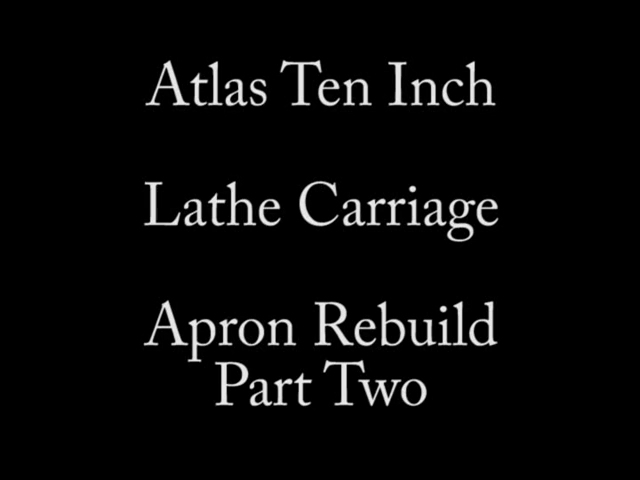 Atlas Ten Inch
Lathe Carriage
Apron Rebuild
Part Two